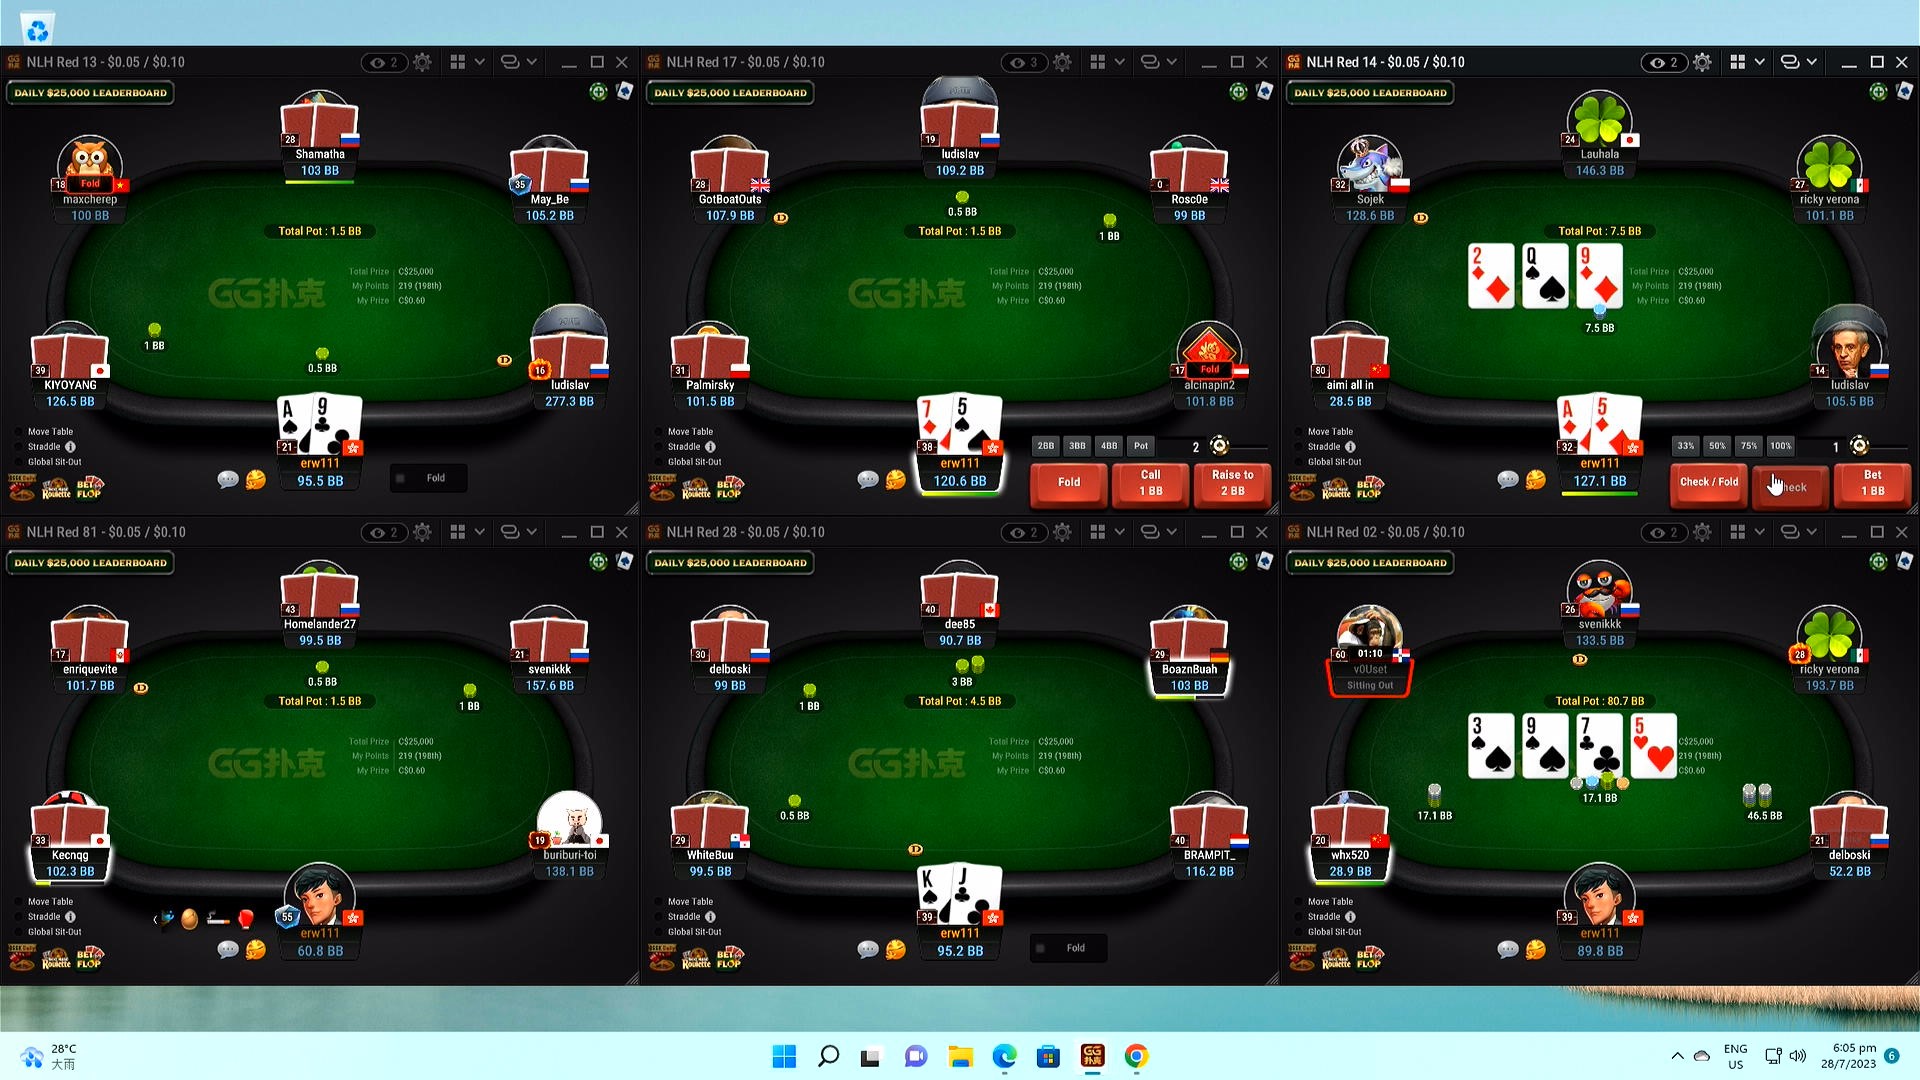 NLH Red 13 - $0.05 / $0.10
2
DAILY $25,000 LEADERBOARD
28
Shamatha
103 BB
18
Fold
maxcherep
100 BB
35
May_Be
105.2 BB
Total Pot : 1.5 BB
GG扑克
Total Prize C$25,000
My Points 219 (198th)
My Prize C$0.60
1 BB
0.5 BB
D
39
KIYOYANG
126.5 BB
16
ludislav
277.3 BB
A 9
21
erw111
95.5 BB
Move Table
Straddle
Global Sit-Out
Roulette
BET FLOP
Fold
NLH Red 17 - $0.05 / $0.10
3
DAILY $25,000 LEADERBOARD
19
ludislav
109.2 BB
28
GotBoatOuts
107.9 BB
D
0
Rosc0e
99 BB
0.5 BB
1 BB
Total Pot : 1.5 BB
GG扑克
Total Prize C$25,000
My Points 219 (198th)
My Prize C$0.60
31
Palmirsky
101.5 BB
17
Fold
alcinapin2
101.8 BB
7 5
38
erw111
120.6 BB
Move Table
Straddle
Global Sit-Out
Roulette
BET FLOP
2BB 3BB 4BB Pot 2
Fold
Call
1 BB
Raise to
2 BB
NLH Red 14 - $0.05 / $0.10
2
DAILY $25,000 LEADERBOARD
24
Lauhala
146.3 BB
32
Sojek
128.6 BB
D
27
ricky verona
101.1 BB
Total Pot : 7.5 BB
2 Q 9
Total Prize C$25,000
My Points 219 (198th)
My Prize C$0.60
7.5 BB
80
aimi all in
28.5 BB
14
ludislav
105.5 BB
A 5
32
erw111
127.1 BB
Move Table
Straddle
Global Sit-Out
Roulette
BET FLOP
33% 50% 75% 100% 1
Check / Fold
Bet
1 BB
NLH Red 81 - $0.05 / $0.10
2
DAILY $25,000 LEADERBOARD
43
Homelander27
99.5 BB
17
enriquevite
101.7 BB
D
21
svenikkk
157.6 BB
0.5 BB
1 BB
Total Pot : 1.5 BB
GG扑克
Total Prize C$25,000
My Points 219 (198th)
My Prize C$0.60
33
Kecnqg
102.3 BB
19
buriburi-toi
138.1 BB
55
erw111
60.8 BB
Move Table
Straddle
Global Sit-Out
Roulette
BET FLOP
NLH Red 28 - $0.05 / $0.10
2
DAILY $25,000 LEADERBOARD
40
dee85
90.7 BB
30
delboski
99 BB
29
BoaznBuah
103 BB
3 BB
1 BB
Total Pot : 4.5 BB
GG扑克
Total Prize C$25,000
My Points 219 (198th)
My Prize C$0.60
0.5 BB
D
29
WhiteBuu
99.5 BB
40
BRAMPIT_
116.2 BB
K J
39
erw111
95.2 BB
Move Table
Straddle
Global Sit-Out
Roulette
BET FLOP
Fold
NLH Red 02 - $0.05 / $0.10
2
DAILY $25,000 LEADERBOARD
26
svenikkk
133.5 BB
D
60 01:10
v0Uset
Sitting Out
28
ricky verona
193.7 BB
Total Pot : 80.7 BB
3 9 7 5
C$25,000
219 (198th)
C$0.60
17.1 BB
17.1 BB
46.5 BB
20
whx520
28.9 BB
21
delboski
52.2 BB
39
erw111
89.8 BB
Move Table
Straddle
Global Sit-Out
Roulette
BET FLOP
28°C
大雨
GG扑克
ENG
US
6:05 pm
28/7/2023
6